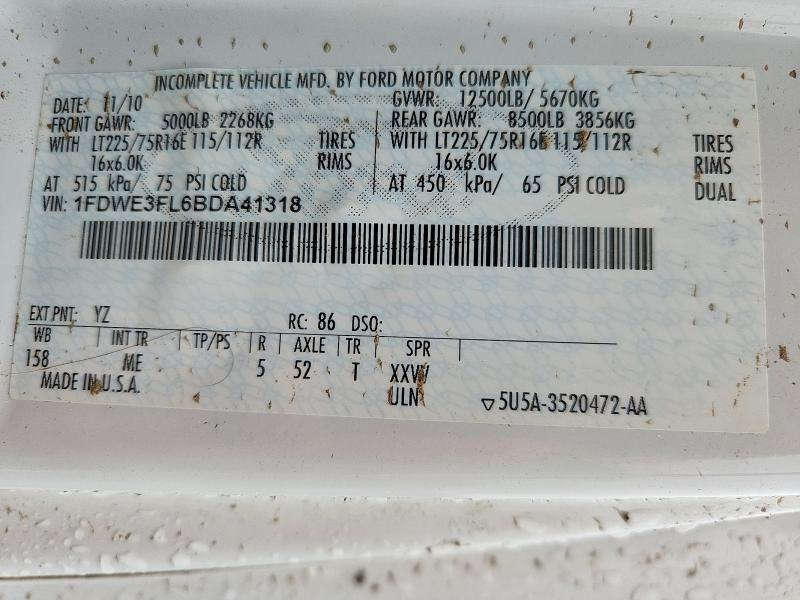 INCOMPLETE VEHICLE MFD. BY FORD MOTOR COMPANY
DATE: 11/10 GVWR: 12500LB/ 5670KG
FRONT GAWR: 5000LB 2268KG REAR GAWR: 8500LB 3856KG
WITH LT225/75R16E 115/112R TIRES WITH LT225/75R16E 115/112R TIRES
16x6.0K RIMS 16x6.0K RIMS
AT 515 kPa/ 75 PSI COLD AT 450 kPa/ 65 PSI COLD DUAL
VIN: 1FDWE3FL6BDA41318
EXT PNT: YZ RC: 86 DSO:
WB INT TR TP/PS R AXLE TR SPR
158 ME 5 52 T XXVV
MADE IN U.S.A. ULN ▽5U5A-3520472-AA